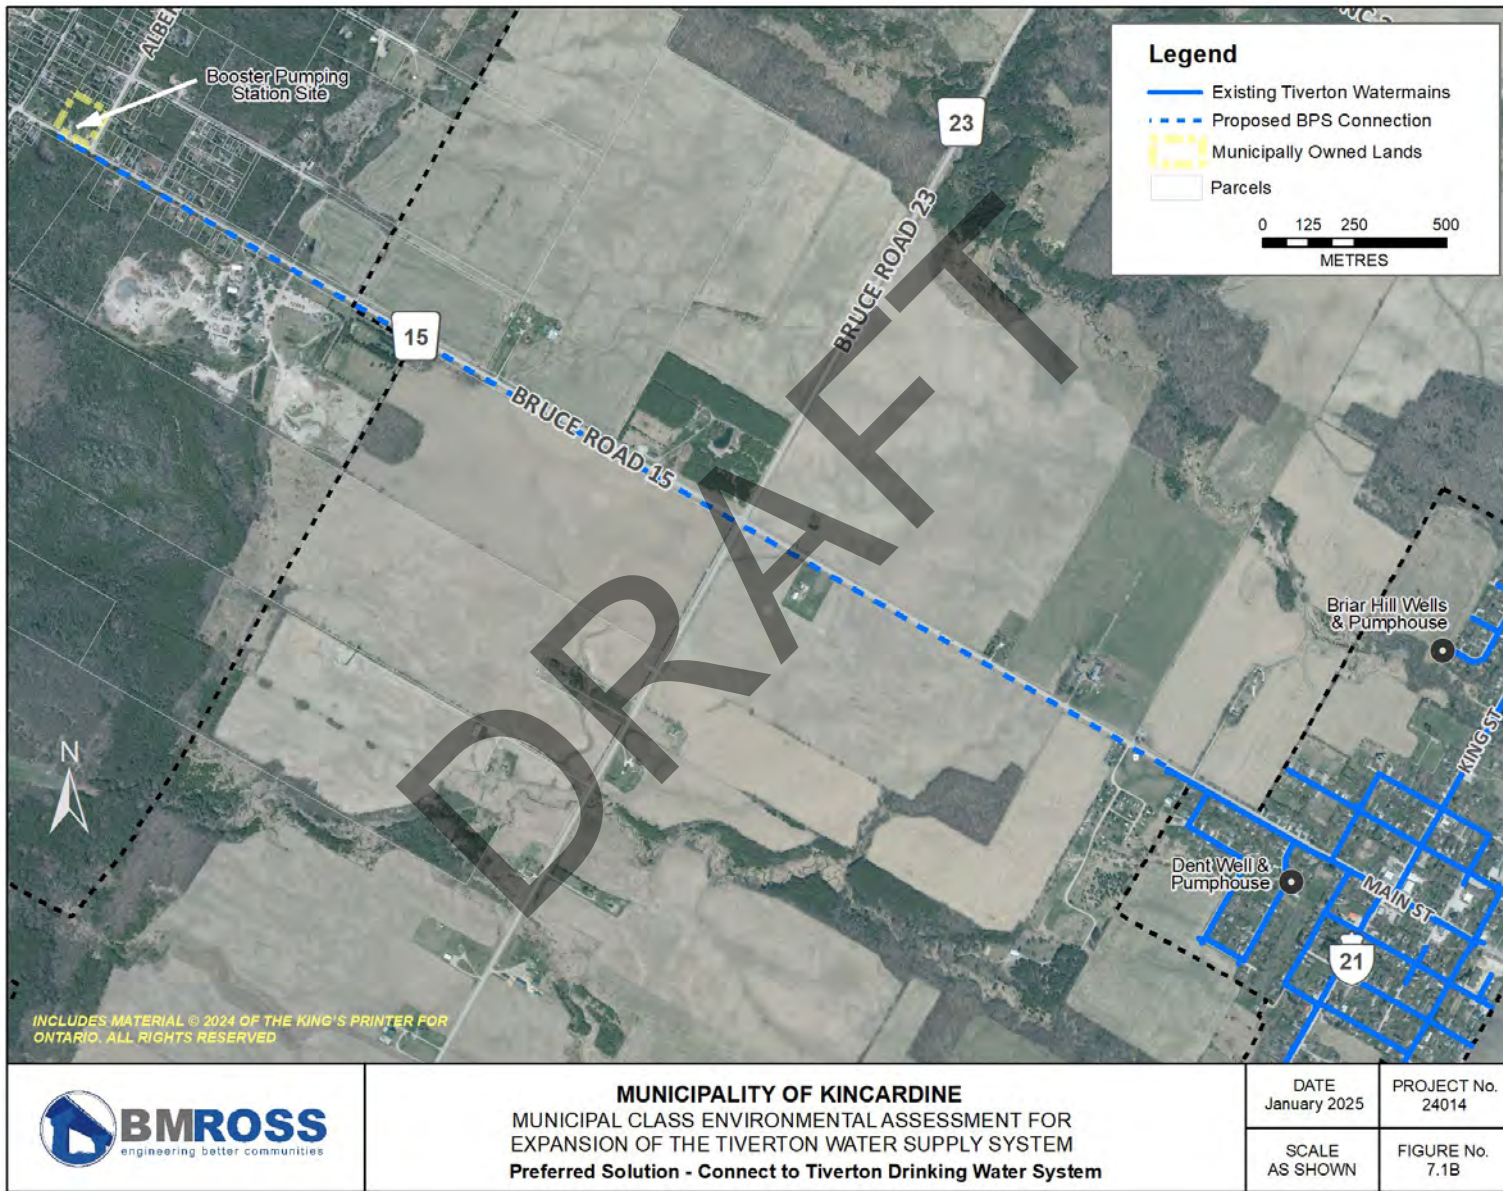 ALBE
Booster Pumping
Station Site
23
BRUCE ROAD 23
Legend
Existing Tiverton Watermains
Proposed BPS Connection
Municipally Owned Lands
Parcels
0 125 250 500
METRES
15
BRUCE ROAD 15
DRAFT
Briar Hill Wells
& Pumphouse
KING ST
Dent Well &
Pumphouse
MAIN ST
21
N
INCLUDES MATERIAL © 2024 OF THE KING'S PRINTER FOR
ONTARIO. ALL RIGHTS RESERVED
BMROSS
engineering better communities
MUNICIPALITY OF KINCARDINE
MUNICIPAL CLASS ENVIRONMENTAL ASSESSMENT FOR
EXPANSION OF THE TIVERTON WATER SUPPLY SYSTEM
Preferred Solution - Connect to Tiverton Drinking Water System
DATE
January 2025
PROJECT No.
24014
SCALE
AS SHOWN
FIGURE No.
7.1B